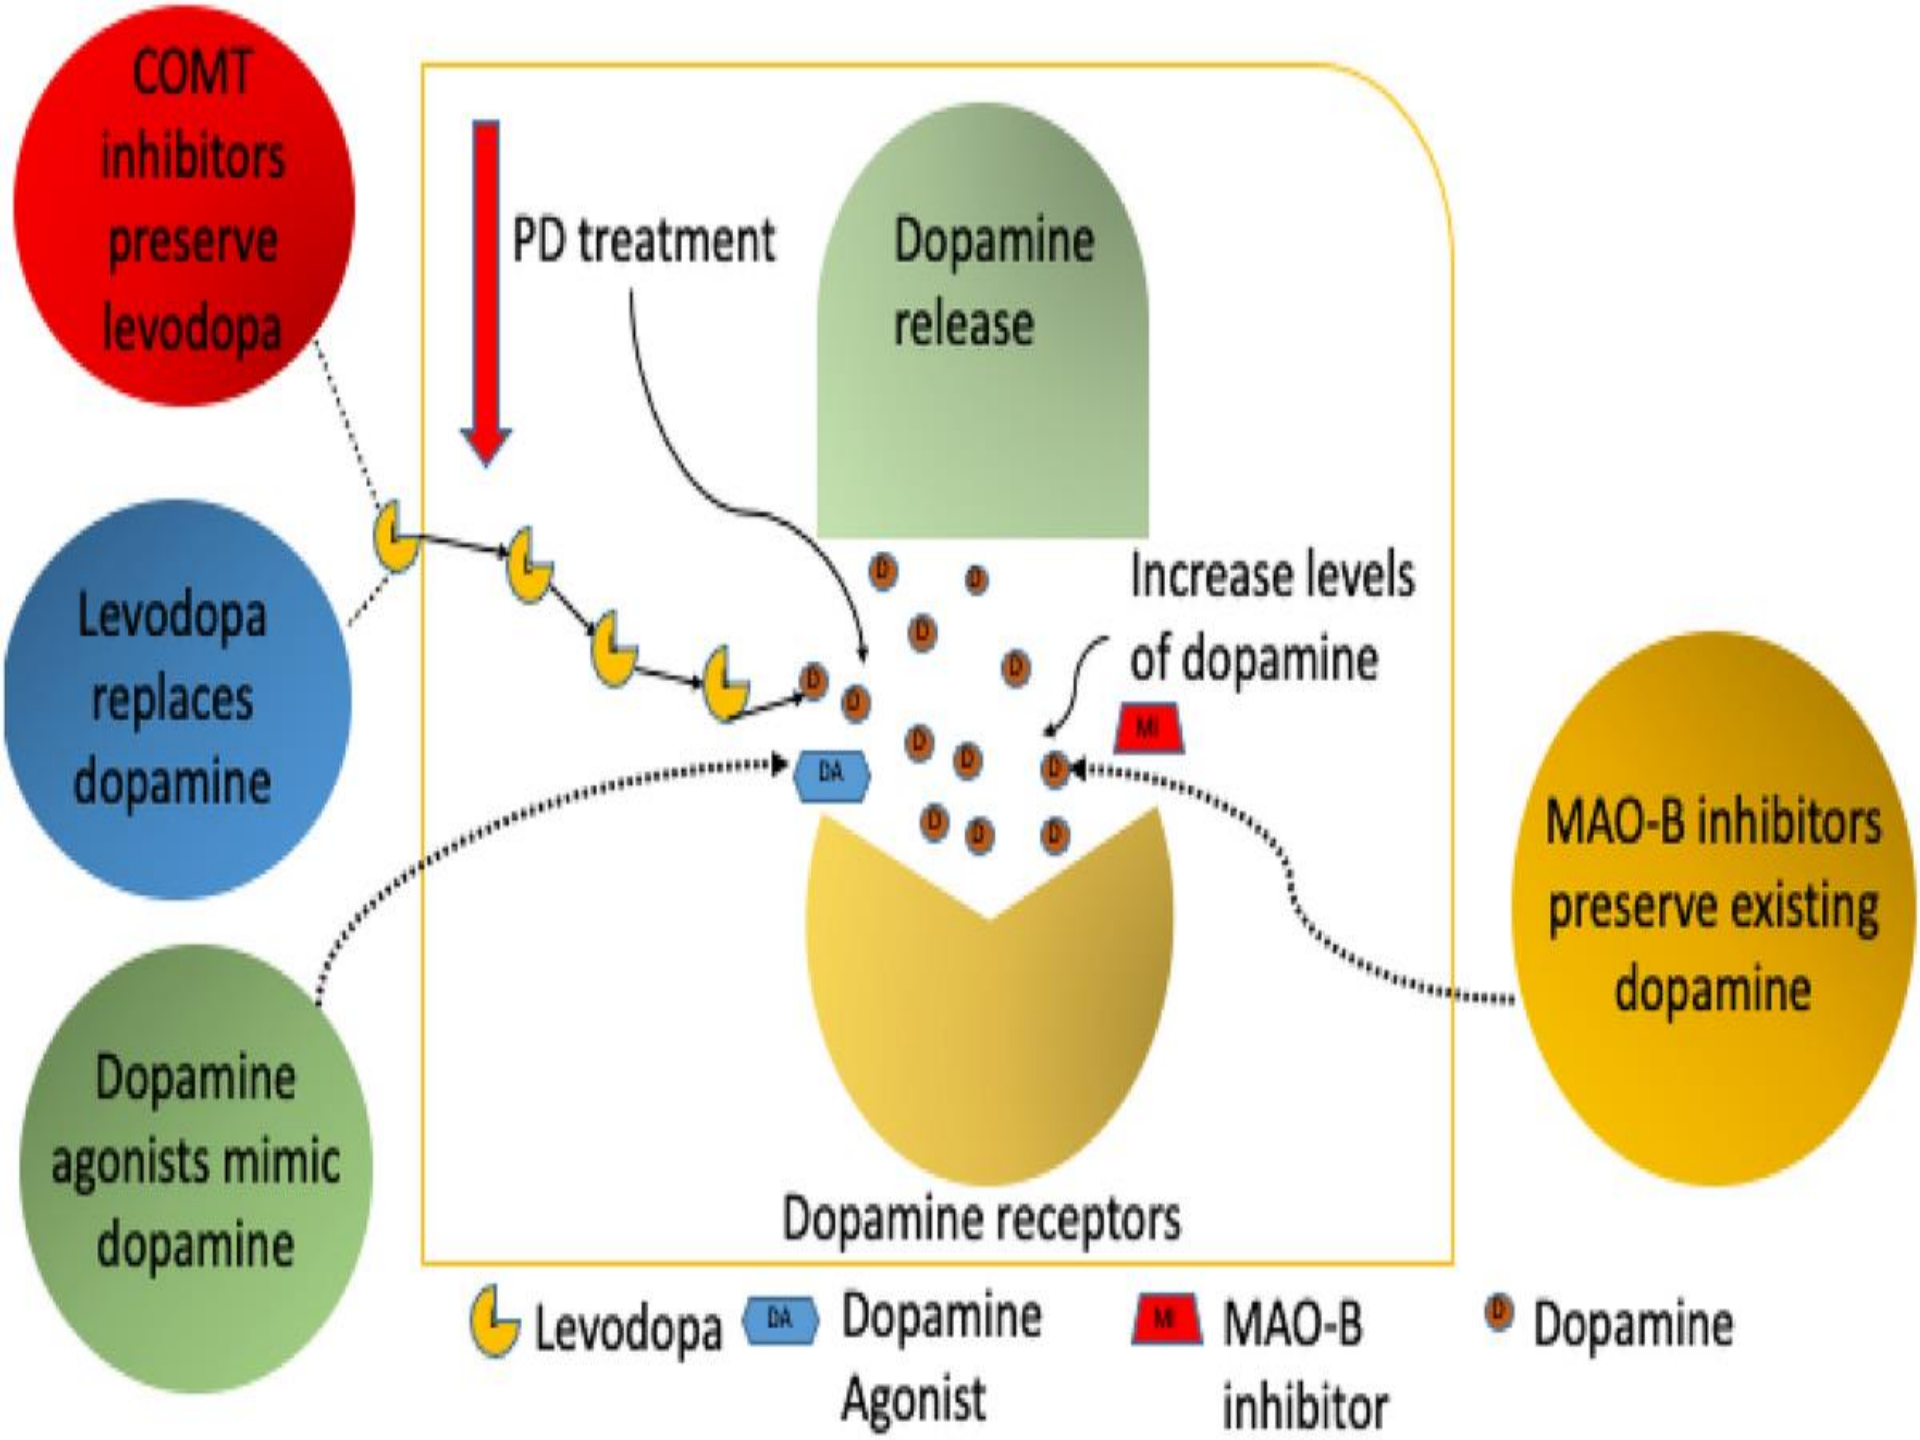 COMT
inhibitors
preserve
levodopa
PD treatment
Dopamine
release
Levodopa
replaces
dopamine
Increase levels
of dopamine
L
L
L
L
D
D
D
D
D
D
D
D
D
D
D
D
DA
MI
MAO-B inhibitors
preserve existing
dopamine
Dopamine
agonists mimic
dopamine
Dopamine receptors
L Levodopa
DA Dopamine
Agonist
MI MAO-B
inhibitor
D Dopamine